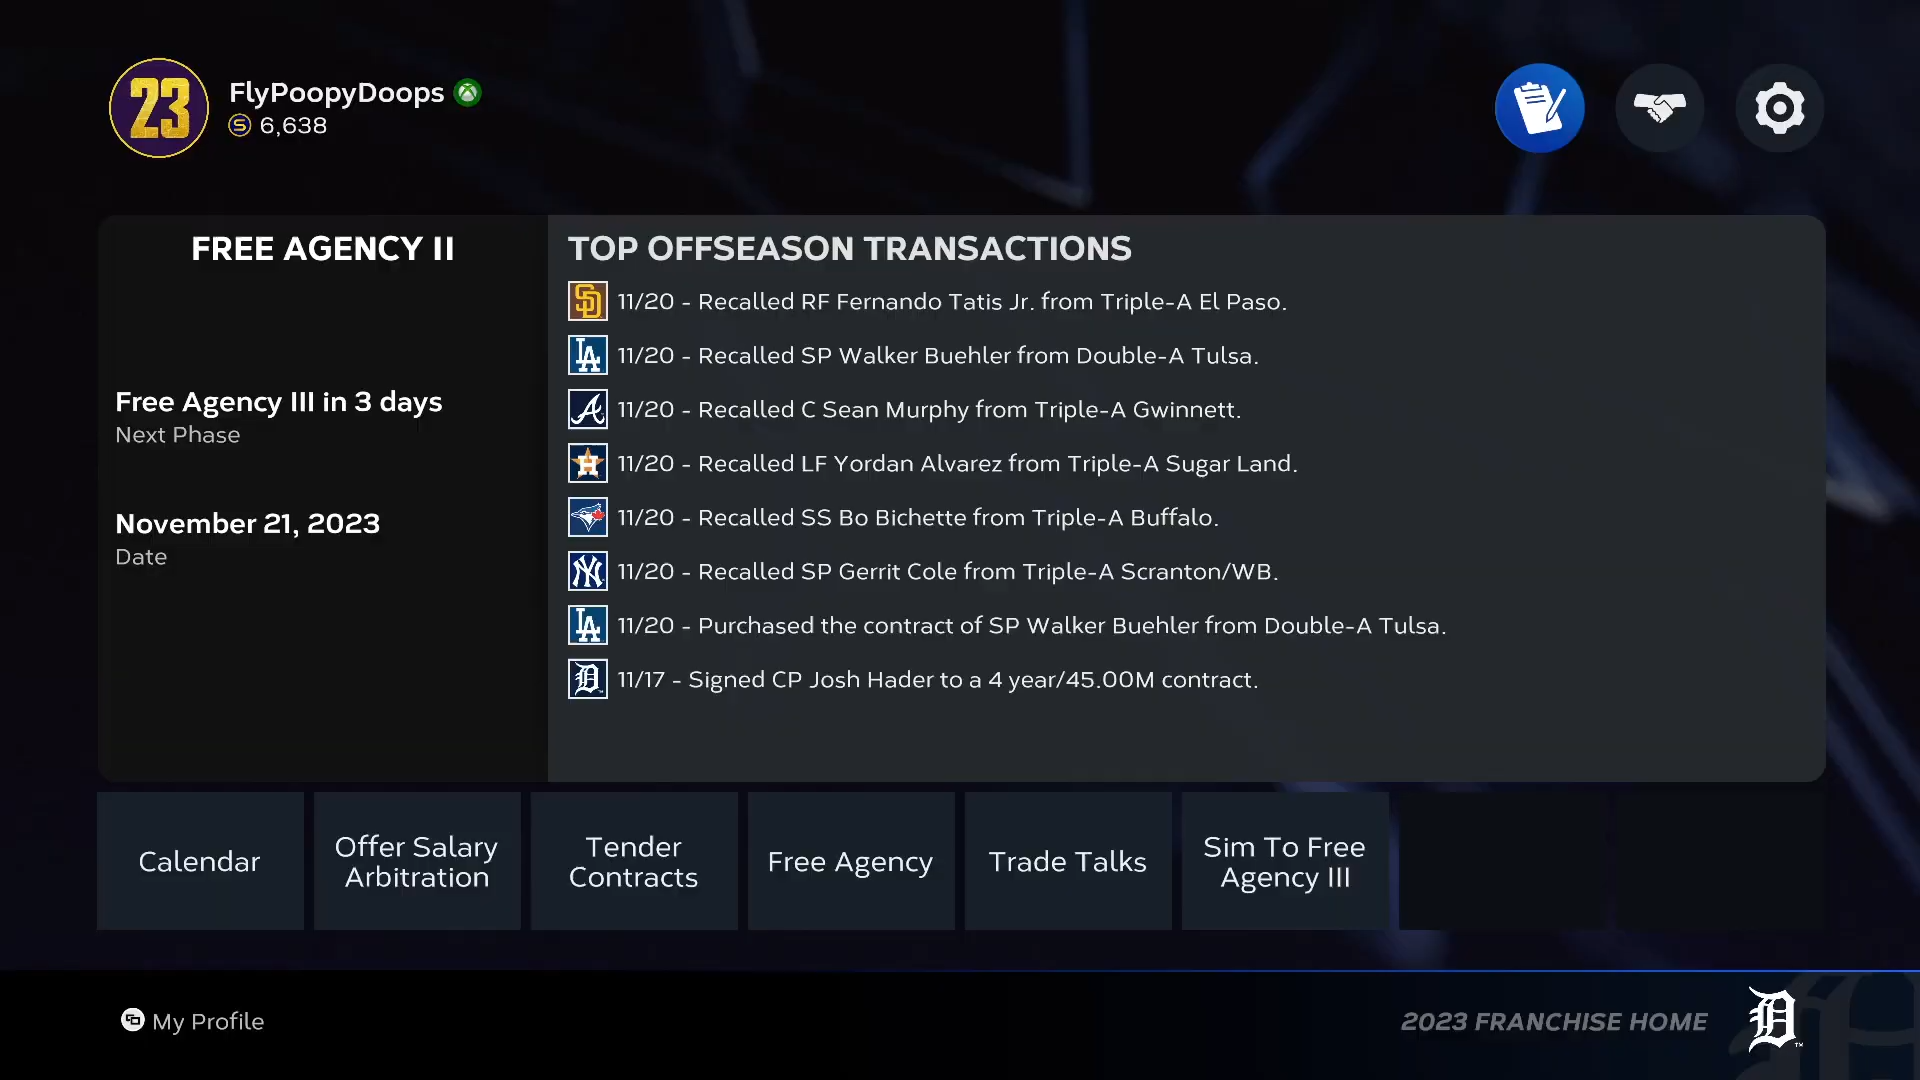 23
FlyPoopyDoops
S 6,638
FREE AGENCY II
Free Agency III in 3 days
Next Phase
November 21, 2023
Date
TOP OFFSEASON TRANSACTIONS
SD 11/20 - Recalled RF Fernando Tatis Jr. from Triple-A El Paso.
LA 11/20 - Recalled SP Walker Buehler from Double-A Tulsa.
A 11/20 - Recalled C Sean Murphy from Triple-A Gwinnett.
H 11/20 - Recalled LF Yordan Alvarez from Triple-A Sugar Land.
11/20 - Recalled SS Bo Bichette from Triple-A Buffalo.
NY 11/20 - Recalled SP Gerrit Cole from Triple-A Scranton/WB.
LA 11/20 - Purchased the contract of SP Walker Buehler from Double-A Tulsa.
D 11/17 - Signed CP Josh Hader to a 4 year/45.00M contract.
Calendar
Offer Salary
Arbitration
Tender
Contracts
Free Agency
Trade Talks
Sim To Free
Agency III
My Profile
2023 FRANCHISE HOME
D TM